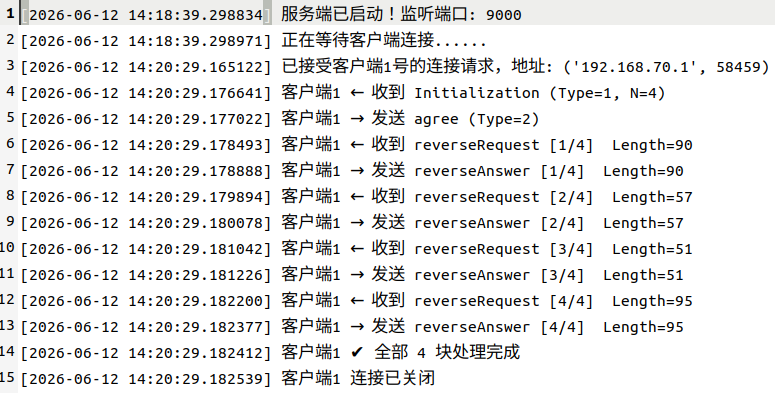 1 [2026-06-12 14:18:39.298834] 服务端已启动！监听端口: 9000
2 [2026-06-12 14:18:39.298971] 正在等待客户端连接......
3 [2026-06-12 14:20:29.165122] 已接受客户端1号的连接请求，地址: ('192.168.70.1', 58459)
4 [2026-06-12 14:20:29.176641] 客户端1 ← 收到 Initialization (Type=1, N=4)
5 [2026-06-12 14:20:29.177022] 客户端1 → 发送 agree (Type=2)
6 [2026-06-12 14:20:29.178493] 客户端1 ← 收到 reverseRequest [1/4]  Length=90
7 [2026-06-12 14:20:29.178888] 客户端1 → 发送 reverseAnswer [1/4]  Length=90
8 [2026-06-12 14:20:29.179894] 客户端1 ← 收到 reverseRequest [2/4]  Length=57
9 [2026-06-12 14:20:29.180078] 客户端1 → 发送 reverseAnswer [2/4]  Length=57
10 [2026-06-12 14:20:29.181042] 客户端1 ← 收到 reverseRequest [3/4]  Length=51
11 [2026-06-12 14:20:29.181226] 客户端1 → 发送 reverseAnswer [3/4]  Length=51
12 [2026-06-12 14:20:29.182200] 客户端1 ← 收到 reverseRequest [4/4]  Length=95
13 [2026-06-12 14:20:29.182377] 客户端1 → 发送 reverseAnswer [4/4]  Length=95
14 [2026-06-12 14:20:29.182412] 客户端1 ✔ 全部 4 块处理完成
15 [2026-06-12 14:20:29.182539] 客户端1 连接已关闭